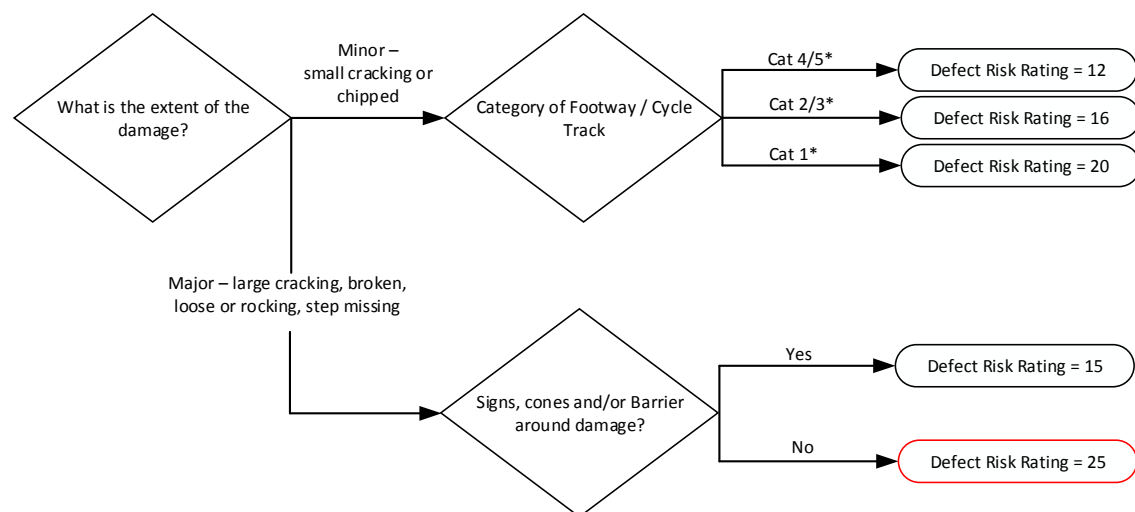 What is the extent of the
damage?
Minor –
small cracking or
chipped
Category of Footway / Cycle
Track
Cat 4/5*
Defect Risk Rating = 12
Cat 2/3*
Defect Risk Rating = 16
Cat 1*
Defect Risk Rating = 20
Major – large cracking, broken,
loose or rocking, step missing
Signs, cones and/or Barrier
around damage?
Yes
Defect Risk Rating = 15
No
Defect Risk Rating = 25